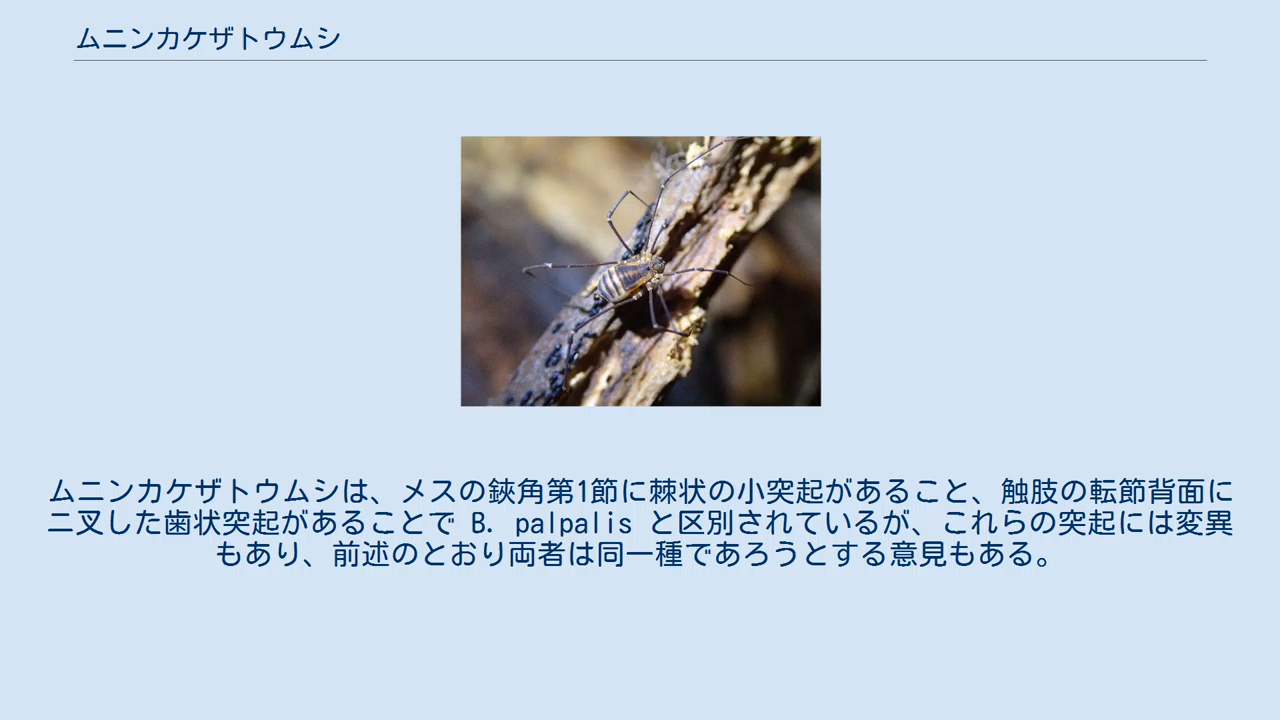 ムニンカケザトウムシ
ムニンカケザトウムシは、メスの鋏角第1節に棘状の小突起があること、触肢の転節背面に
二叉した歯状突起があることで B. palpalis と区別されているが、これらの突起には変異
もあり、前述のとおり両者は同一種であろうとする意見もある。